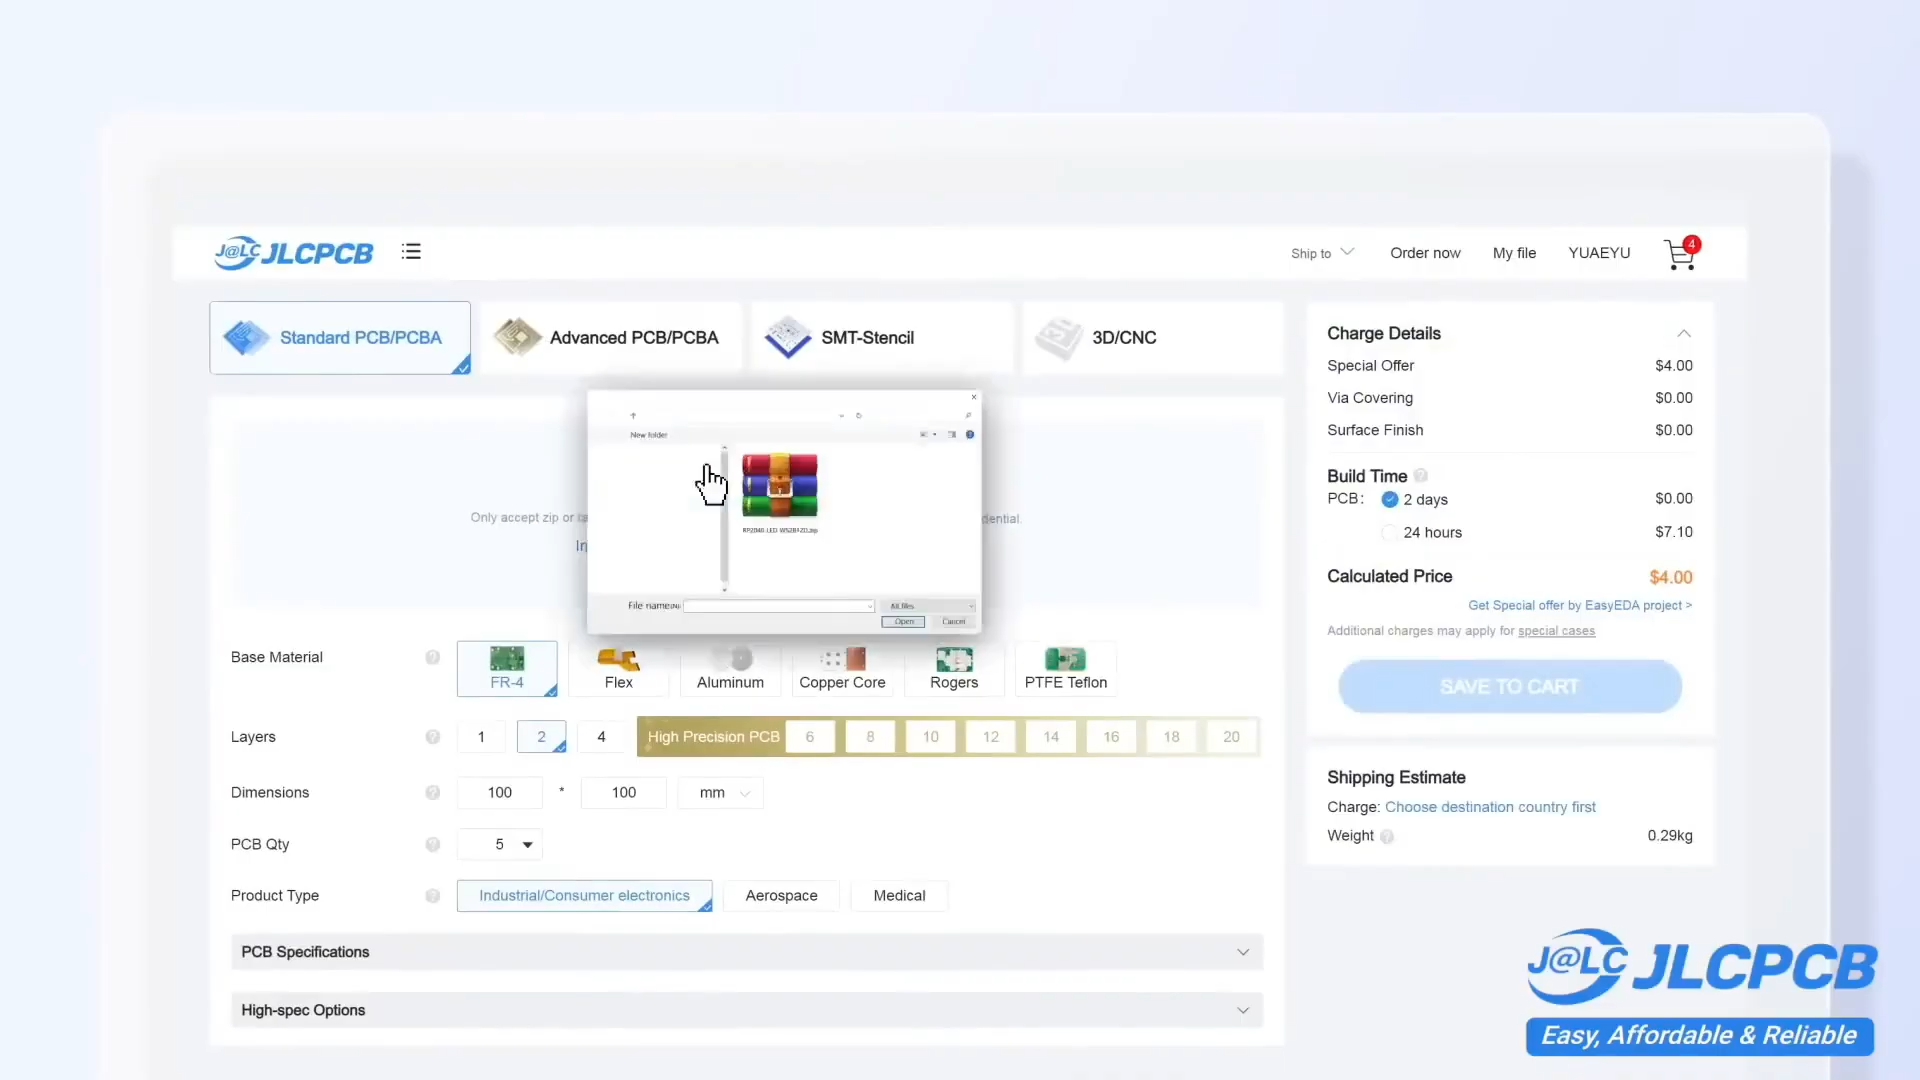 J@LC JLCPCB
Ship to
Order now
My file
YUAEYU
4
Standard PCB/PCBA
Advanced PCB/PCBA
SMT-Stencil
3D/CNC
New folder
Only accept zip or
dential.
File name(N):
All files
Open
Cancel
Base Material
FR-4
Flex
Aluminum
Copper Core
Rogers
PTFE Teflon
Layers
1
2
4
High Precision PCB
6
8
10
12
14
16
18
20
Dimensions
100
*
100
mm
PCB Qty
5
Product Type
Industrial/Consumer electronics
Aerospace
Medical
PCB Specifications
High-spec Options
Charge Details
Special Offer
$4.00
Via Covering
$0.00
Surface Finish
$0.00
Build Time
PCB:
2 days
$0.00
24 hours
$7.10
Calculated Price
$4.00
Get Special offer by EasyEDA project >
Additional charges may apply for special cases
SAVE TO CART
Shipping Estimate
Charge: Choose destination country first
Weight
0.29kg
J@LC JLCPCB
Easy, Affordable & Reliable